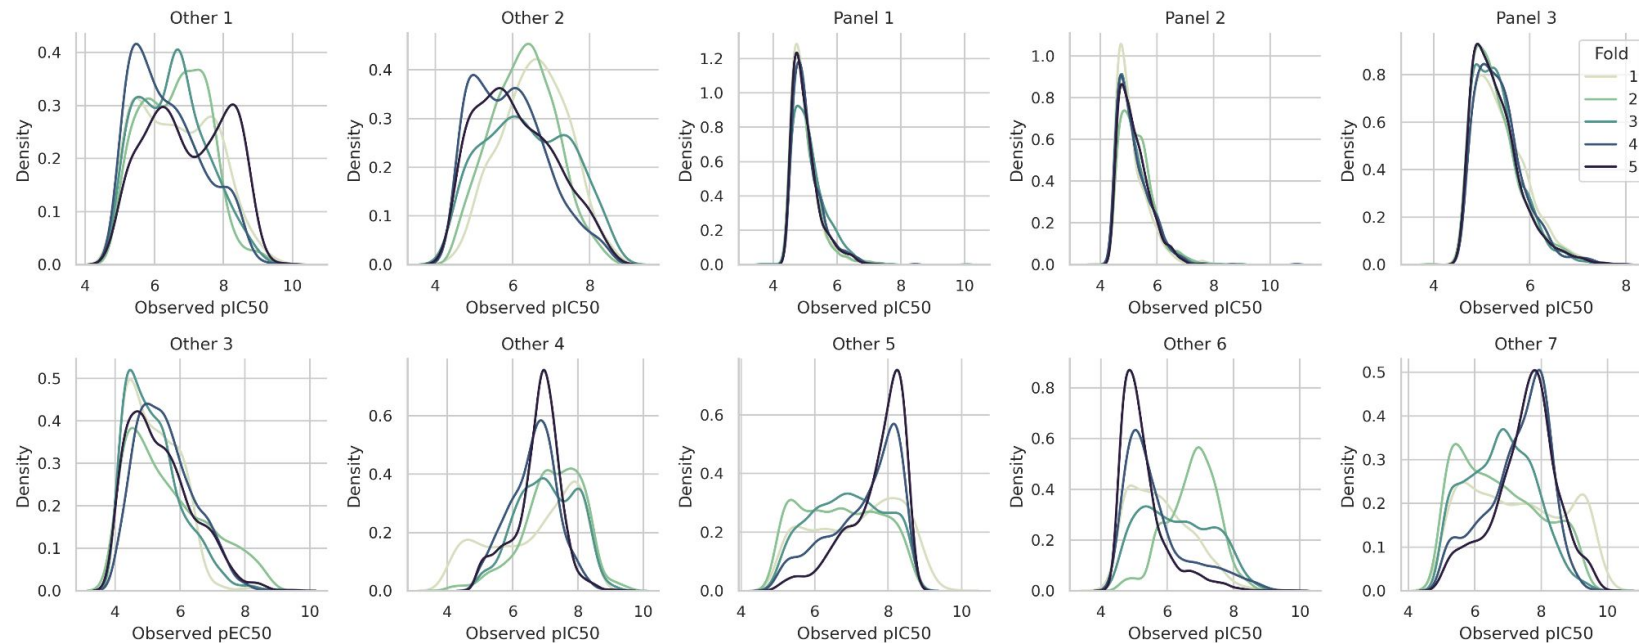 Other 1
Density
0.4
0.3
0.2
0.1
0.0
4 6 8 10
Observed pIC50
Other 2
Density
0.4
0.3
0.2
0.1
0.0
4 6 8
Observed pIC50
Panel 1
Density
1.2
1.0
0.8
0.6
0.4
0.2
0.0
4 6 8 10
Observed pIC50
Panel 2
Density
1.0
0.8
0.6
0.4
0.2
0.0
4 6 8 10
Observed pIC50
Panel 3
Density
0.8
0.6
0.4
0.2
0.0
4 6 8
Observed pIC50
Fold
1
2
3
4
5
Other 3
Density
0.5
0.4
0.3
0.2
0.1
0.0
4 6 8 10
Observed pEC50
Other 4
Density
0.6
0.4
0.2
0.0
4 6 8 10
Observed pIC50
Other 5
Density
0.6
0.4
0.2
0.0
4 6 8 10
Observed pIC50
Other 6
Density
0.8
0.6
0.4
0.2
0.0
4 6 8 10
Observed pIC50
Other 7
Density
0.5
0.4
0.3
0.2
0.1
0.0
4 6 8 10
Observed pIC50